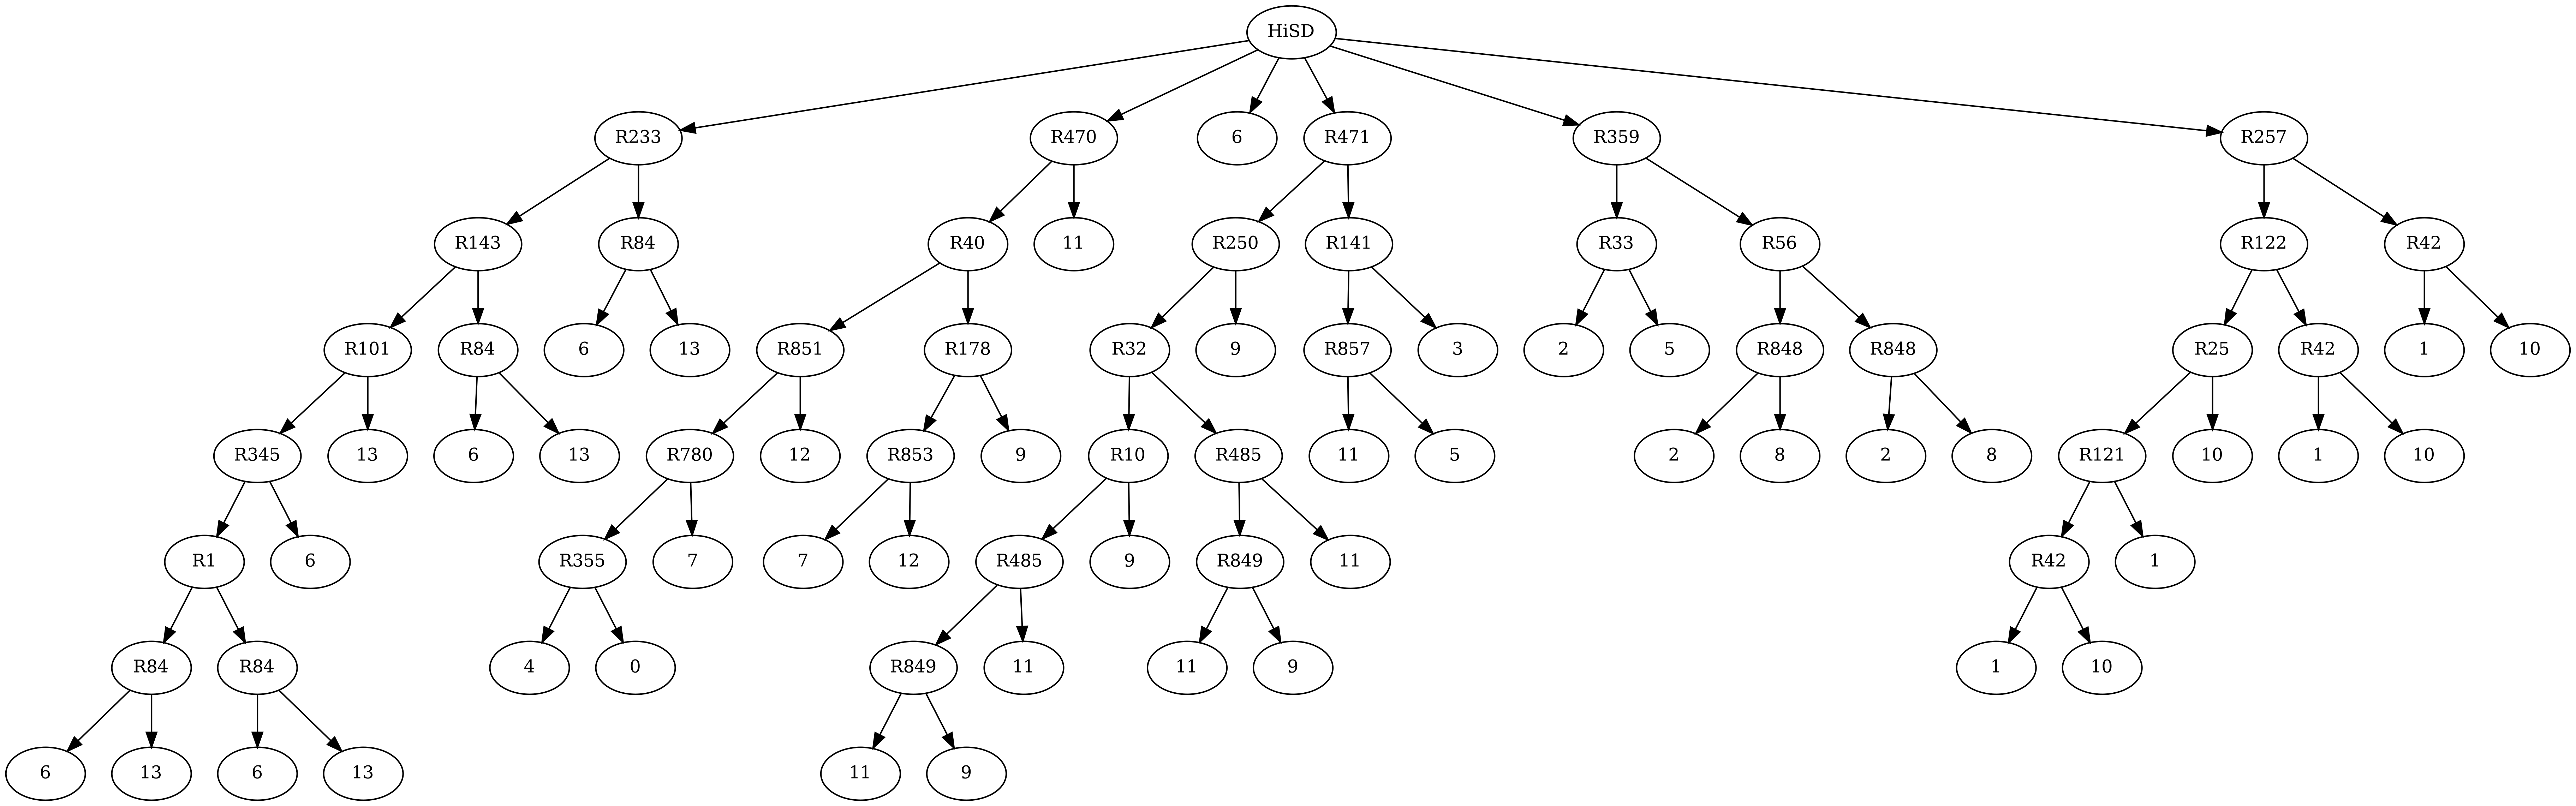 HiSD
R233 R470 6 R471 R359 R257
R143 R84 R40 11 R250 R141 R33 R56 R122 R42
R101 R84 6 13 R851 R178 R32 9 R857 3 2 5 R848 R848 R25 R42 1 10
R345 13 6 13 R780 12 R853 9 R10 R485 11 5 2 8 2 8 R121 10 1 10
R1 6 R355 7 7 12 R485 9 R849 11 R42 1
R84 R84 4 0 R849 11 11 9 1 10
6 13 6 13 11 9